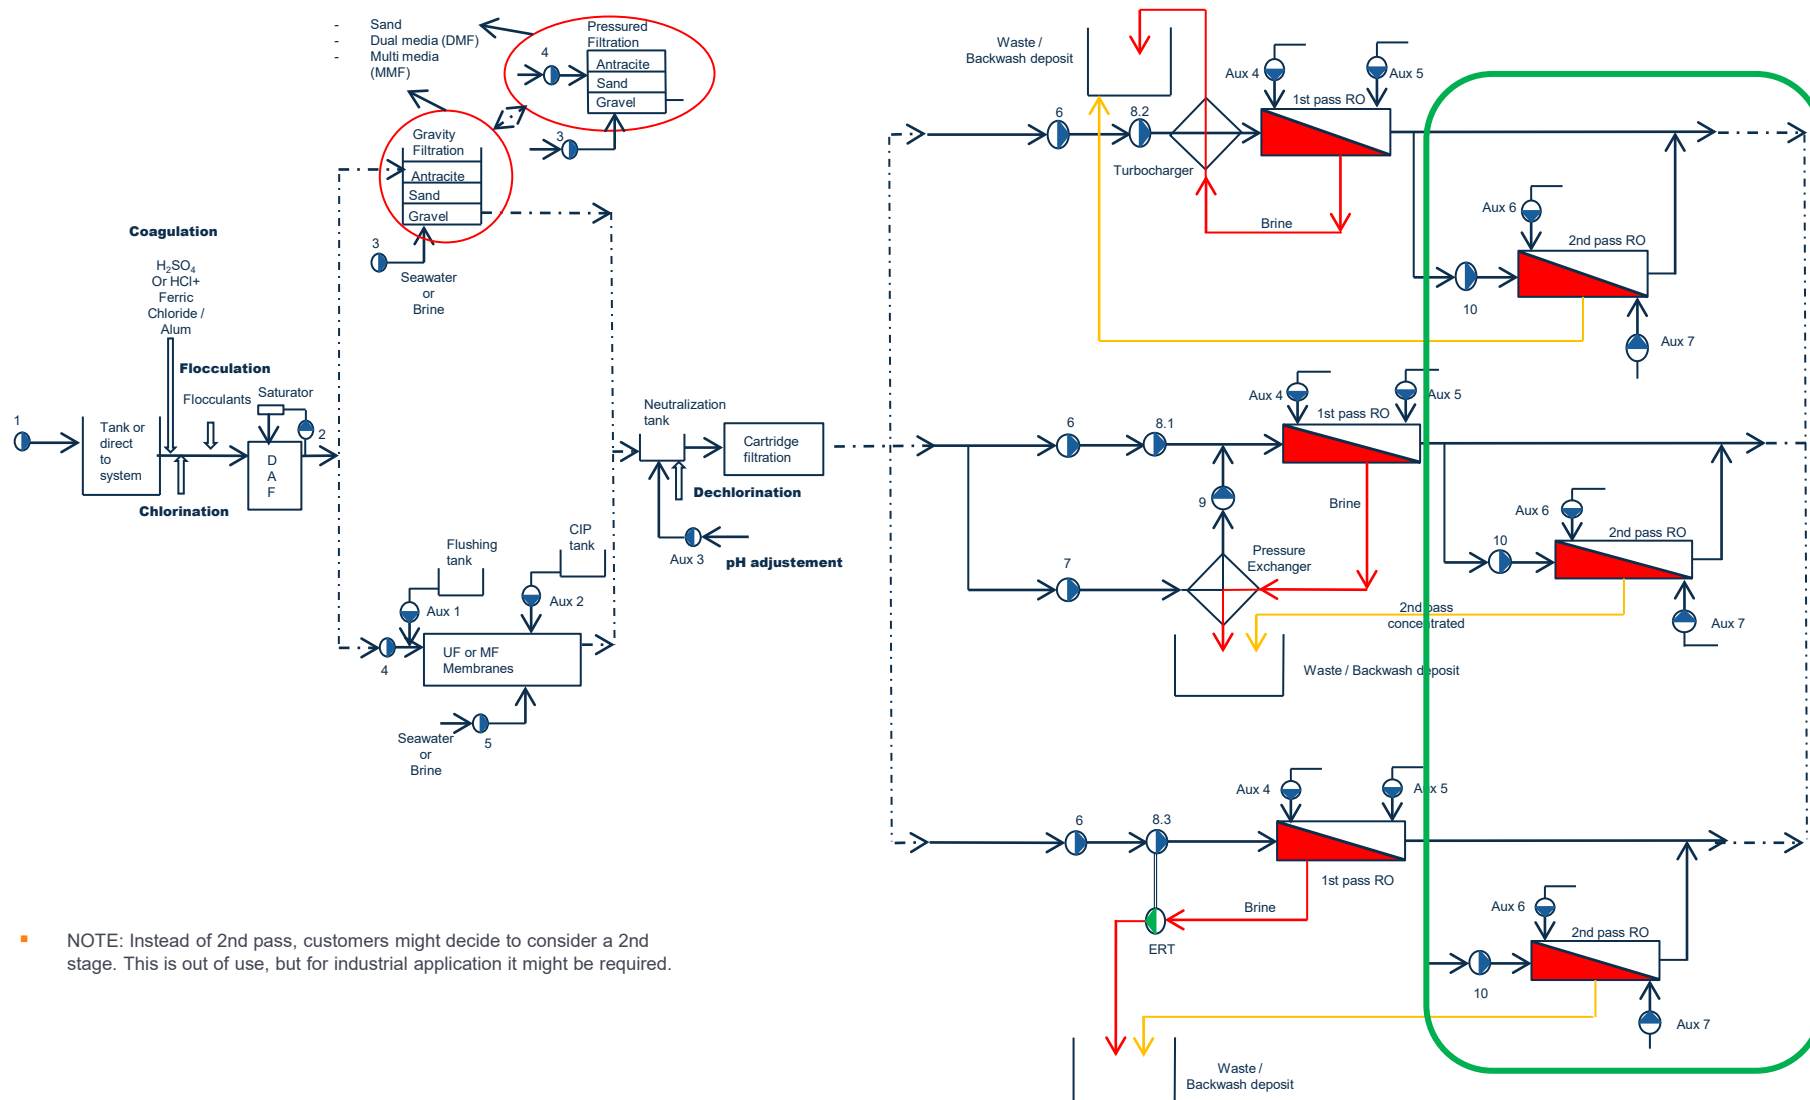 - Sand
- Dual media (DMF)
- Multi media
(MMF)
Pressured
Filtration
4
Antracite
Sand
Gravel
3
Gravity
Filtration
Antracite
Sand
Gravel
3
Seawater
or
Brine
Coagulation
H2SO4
Or HCl+
Ferric
Chloride /
Alum
Flocculation
Flocculants
Saturator
1
Tank or
direct
to
system
2
D
A
F
Chlorination
Neutralization
tank
Cartridge
filtration
Dechlorination
Aux 3
pH adjustement
Flushing
tank
CIP
tank
Aux 1
Aux 2
4
UF or MF
Membranes
5
Seawater
or
Brine
Waste /
Backwash deposit
Aux 4
Aux 5
6
8.2
1st pass RO
Turbocharger
Brine
Aux 6
2nd pass RO
10
Aux 7
Aux 4
Aux 5
6
8.1
1st pass RO
9
Brine
7
Pressure
Exchanger
Aux 6
10
2nd pass RO
2nd pass
concentrated
Aux 7
Waste / Backwash deposit
Aux 4
Aux 5
6
8.3
1st pass RO
Brine
ERT
Aux 6
2nd pass RO
10
Aux 7
Waste /
Backwash deposit
▪ NOTE: Instead of 2nd pass, customers might decide to consider a 2nd
stage. This is out of use, but for industrial application it might be required.